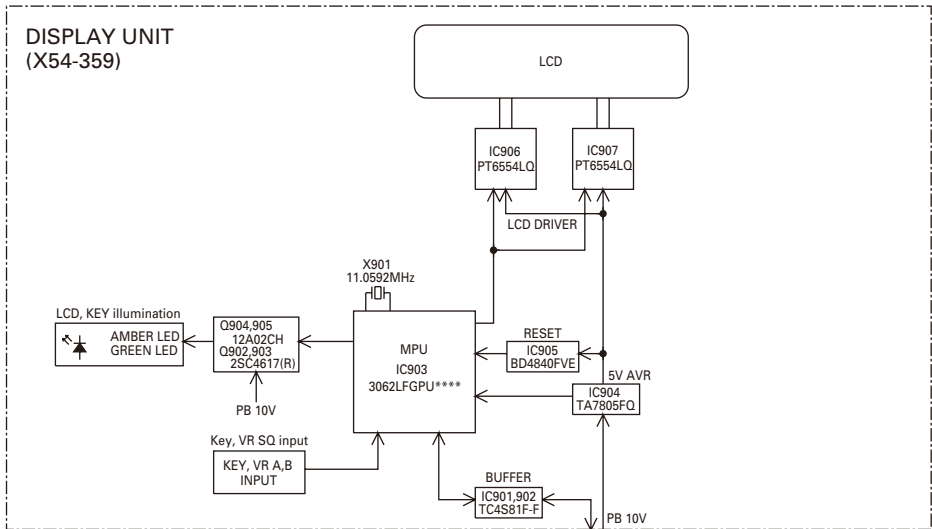 DISPLAY UNIT
(X54-359)
LCD
IC906
PT6554LQ
IC907
PT6554LQ
LCD DRIVER
X901
11.0592MHz
LCD, KEY illumination
AMBER LED
GREEN LED
Q904,905
12A02CH
Q902,903
2SC4617(R)
PB 10V
MPU
IC903
3062LFGPU****
RESET
IC905
BD4840FVE
5V AVR
IC904
TA7805FQ
Key, VR SQ input
KEY, VR A,B
INPUT
BUFFER
IC901,902
TC4S81F-F
PB 10V